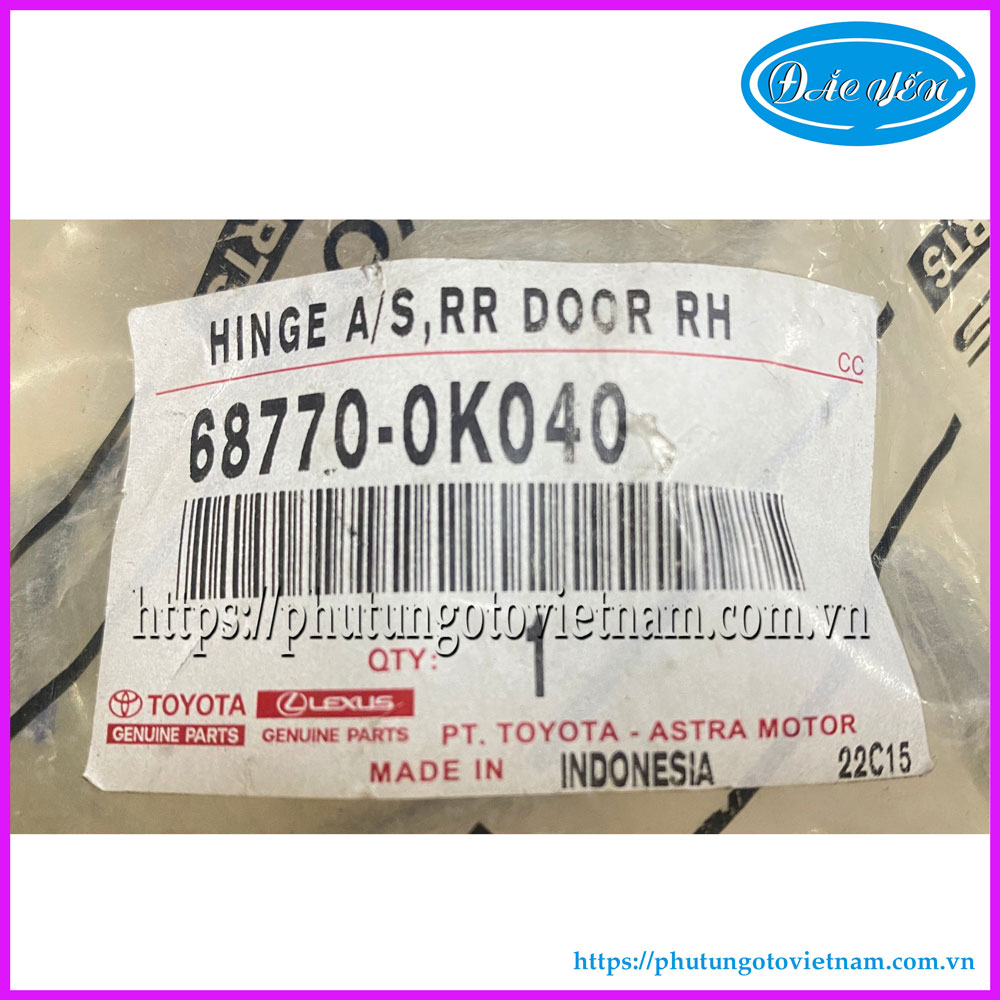 ĐẮC YẾN
HINGE A/S,RR DOOR RH
CC
68770-0K040
https://phutungotovietnam.com.vn
QTY: 1
TOYOTA LEXUS
GENUINE PARTS GENUINE PARTS PT. TOYOTA - ASTRA MOTOR
MADE IN INDONESIA 22C15
https://phutungotovietnam.com.vn